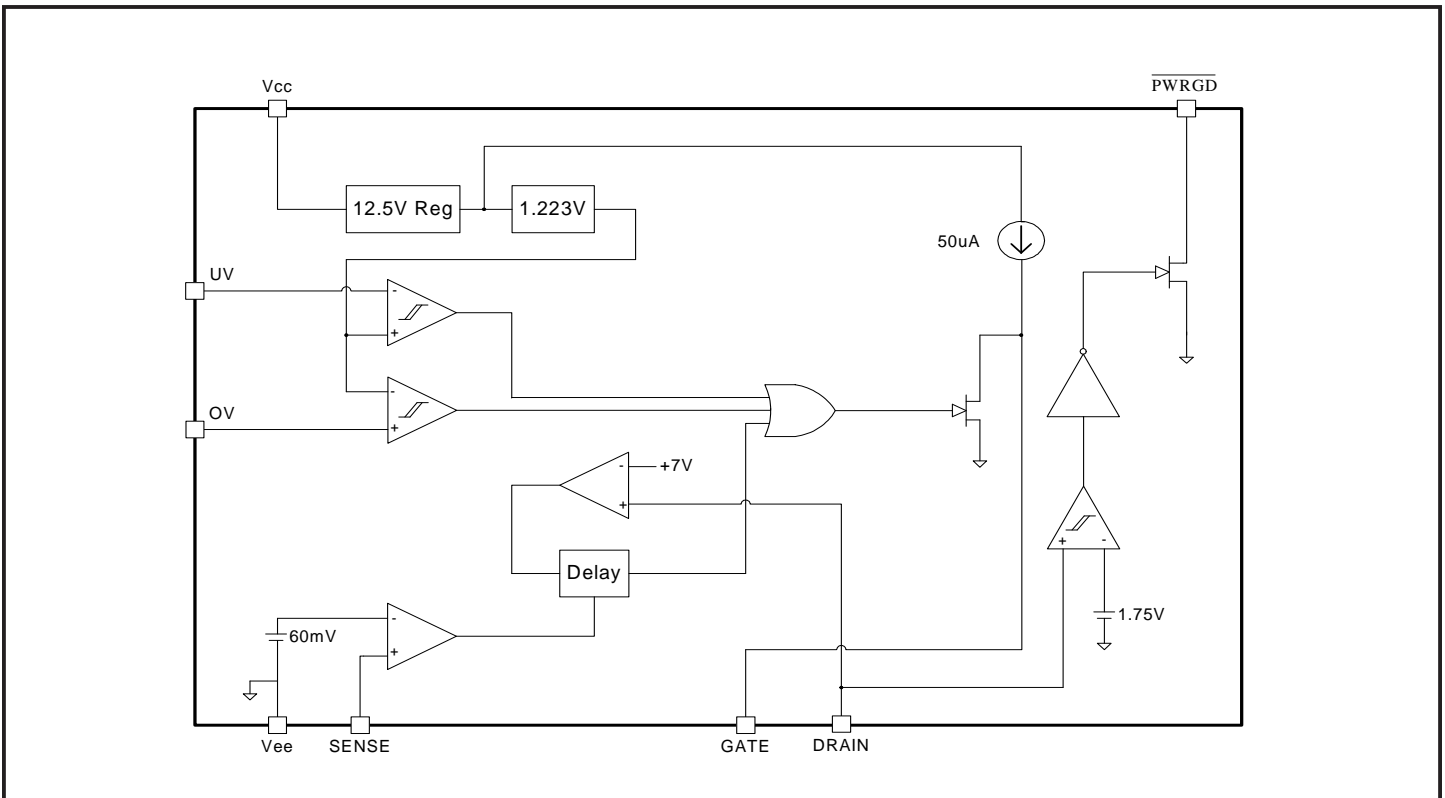 Vcc
PWRGD
12.5V Reg
1.223V
50uA
UV
-
+
OV
-
+
-
+7V
+
Delay
+
-
1.75V
60mV
-
+
Vee
SENSE
GATE
DRAIN